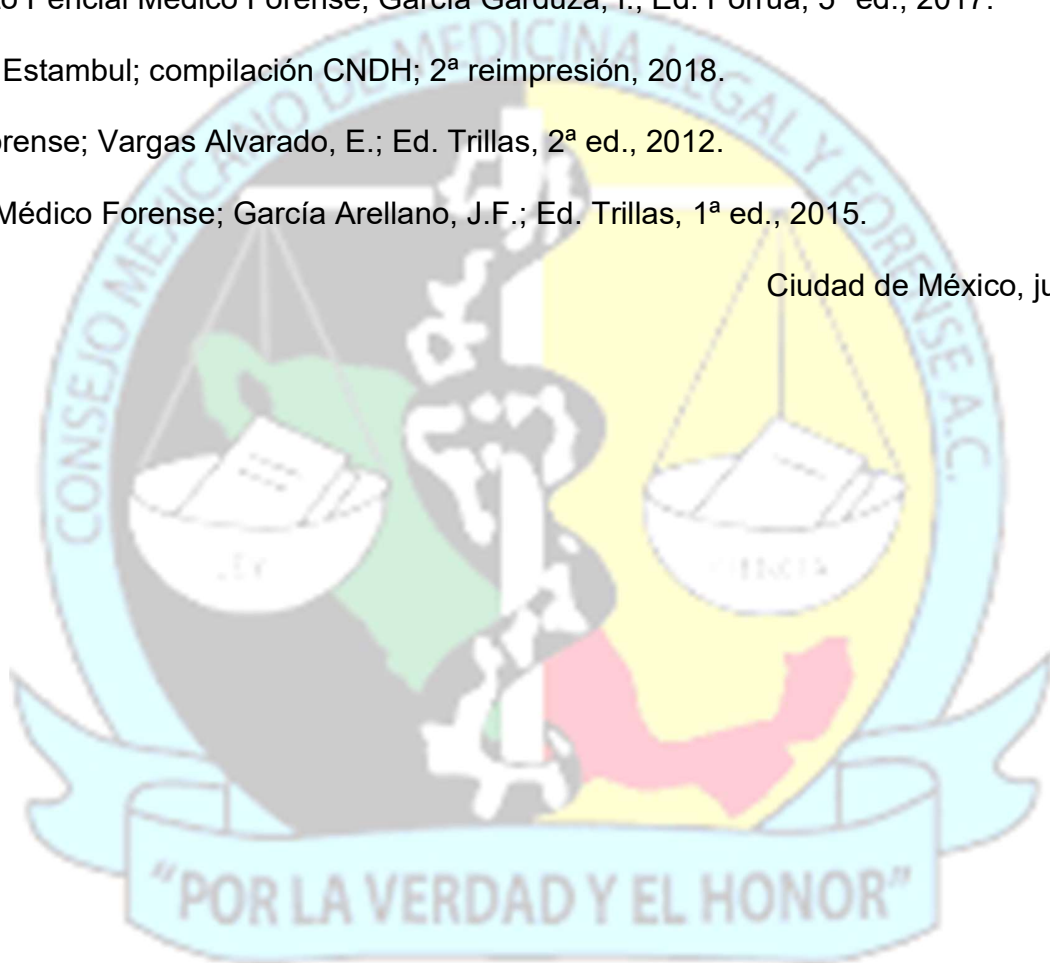 Pericial Médico Forense; García Garduza, I.; Ed. Porrúa, 5ª ed., 2017.
Estambul; compilación CNDH; 2ª reimpresión, 2018.
orense; Vargas Alvarado, E.; Ed. Trillas, 2ª ed., 2012.
Médico Forense; García Arellano, J.F.; Ed. Trillas, 1ª ed., 2015.
Ciudad de México, ju
CONSEJO MEXICANO DE MEDICINA LEGAL Y FORENSE A.C.
LEY
CIENCIA
"POR LA VERDAD Y EL HONOR"